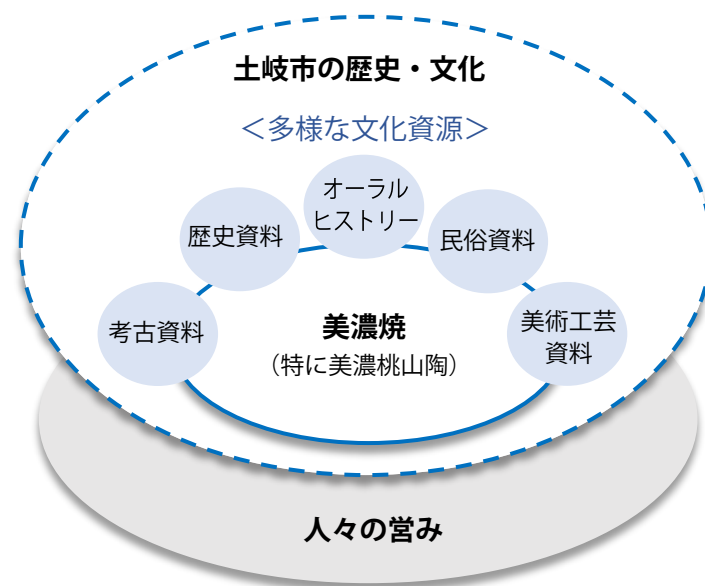 土岐市の歴史・文化
＜多様な文化資源＞
オーラル
ヒストリー
歴史資料
民俗資料
考古資料
美術工芸
資料
美濃焼
（特に美濃桃山陶）
人々の営み